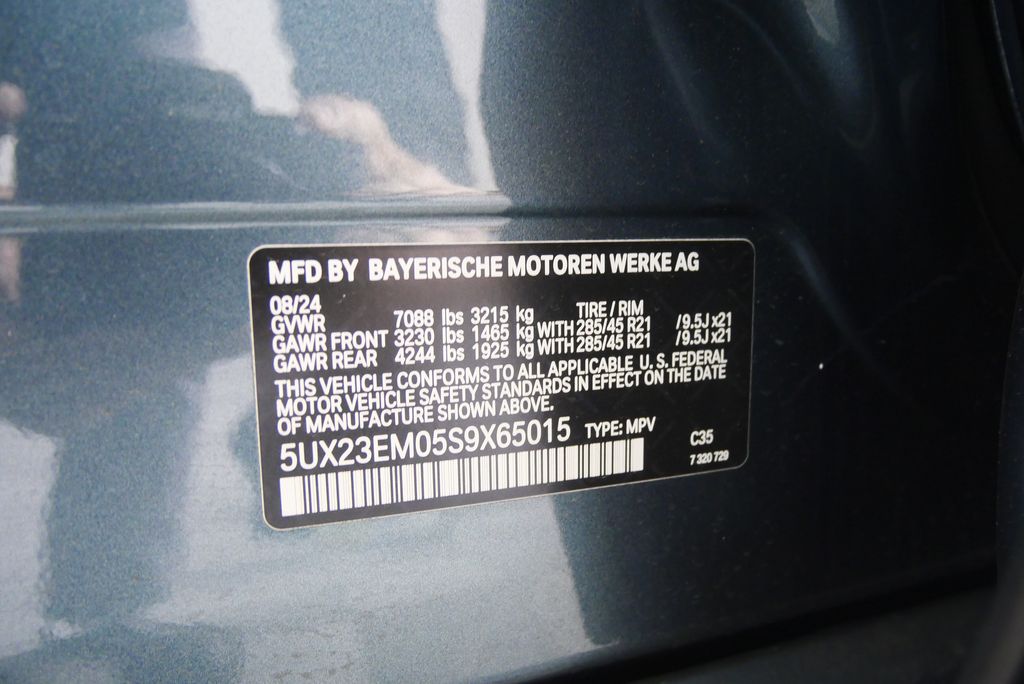 MFD BY BAYERISCHE MOTOREN WERKE AG
08/24 TIRE / RIM
GVWR 7088 lbs 3215 kg
GAWR FRONT 3230 lbs 1465 kg WITH 285/45 R21 /9.5J x21
GAWR REAR 4244 lbs 1925 kg WITH 285/45 R21 /9.5J x21
THIS VEHICLE CONFORMS TO ALL APPLICABLE U. S. FEDERAL
MOTOR VEHICLE SAFETY STANDARDS IN EFFECT ON THE DATE
OF MANUFACTURE SHOWN ABOVE.
5UX23EM05S9X65015 TYPE: MPV
C35
7 320 729